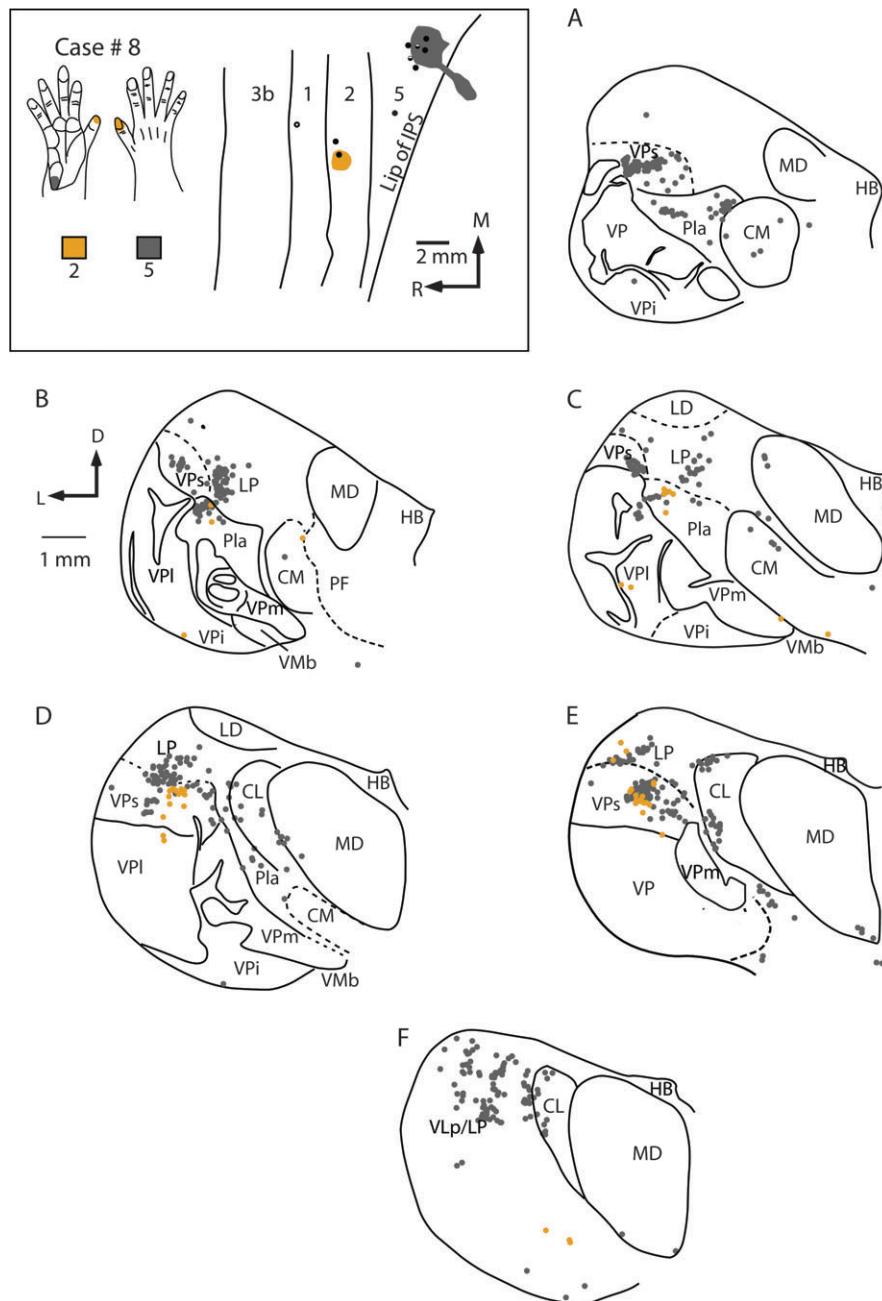 Case # 8
3b 1 2 5
Lip of IPS
2 5
2 mm
M
R
A
VPs
MD
HB
Pla
VP
CM
VPi
B
D
L
1 mm
VPs
LP
MD
HB
Pla
VPl
CM
PF
VPm
VPi
VMb
C
LD
VPs
LP
HB
MD
Pla
CM
VPl
VPm
VPi
VMb
D
LD
LP
HB
CL
VPs
MD
VPl
Pla
CM
VPm
VPi
VMb
E
LP
HB
CL
VPs
MD
VPm
VP
F
HB
CL
VLp/LP
MD